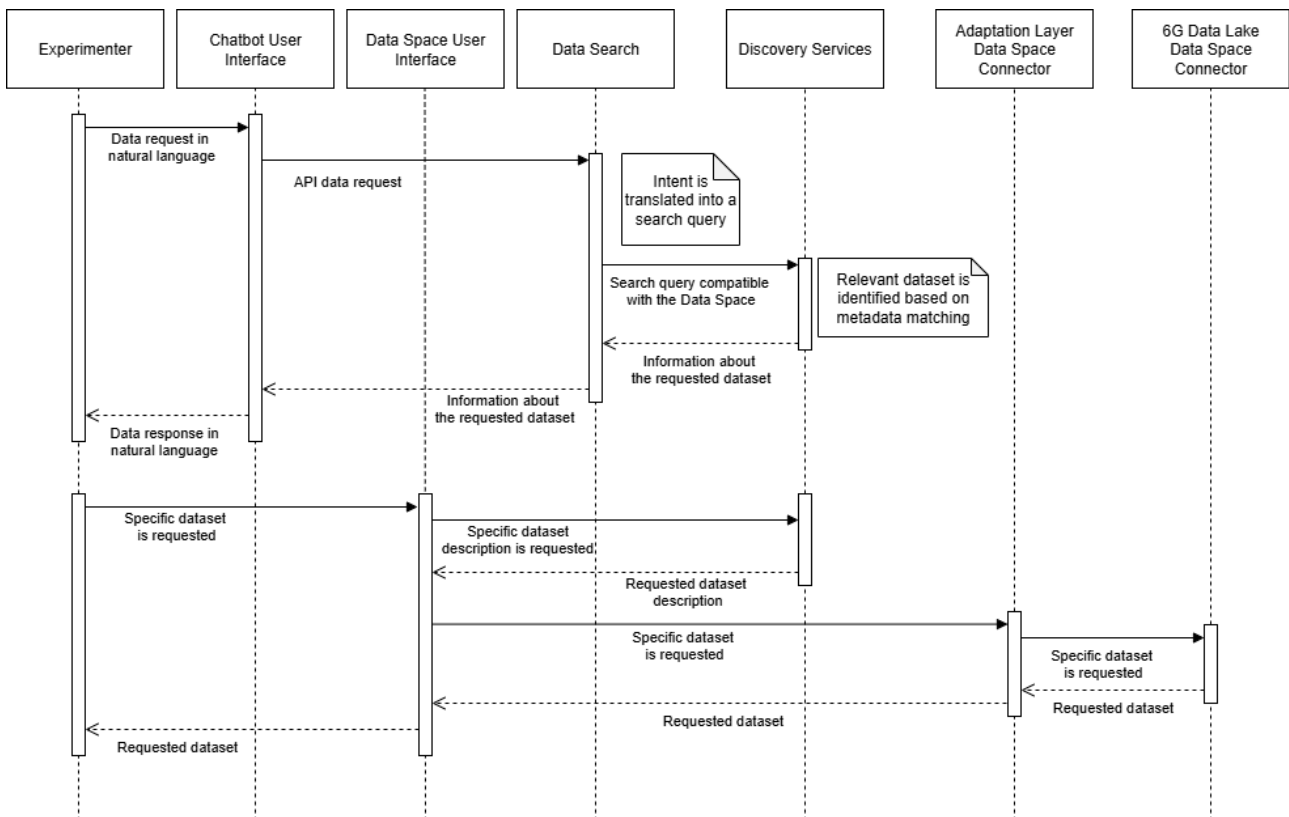 Experimenter
Chatbot User
Interface
Data Space User
Interface
Data Search
Discovery Services
Adaptation Layer
Data Space
Connector
6G Data Lake
Data Space
Connector
Data request in
natural language
API data request
Intent is
translated into a
search query
Search query compatible
with the Data Space
Relevant dataset is
identified based on
metadata matching
Information about
the requested dataset
Information about
the requested dataset
Data response in
natural language
Specific dataset
is requested
Specific dataset
description is requested
Requested dataset
description
Specific dataset
is requested
Specific dataset
is requested
Requested dataset
Requested dataset
Requested dataset